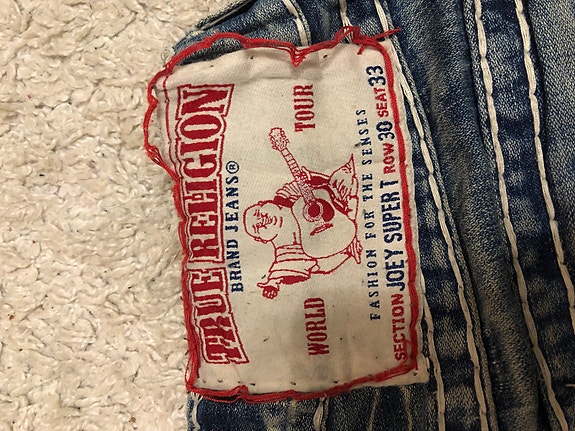 TRUE RELIGION
BRAND JEANS®
WORLD TOUR
FASHION FOR THE SENSES
SECTION JOEY SUPER T ROW 30 SEAT 33